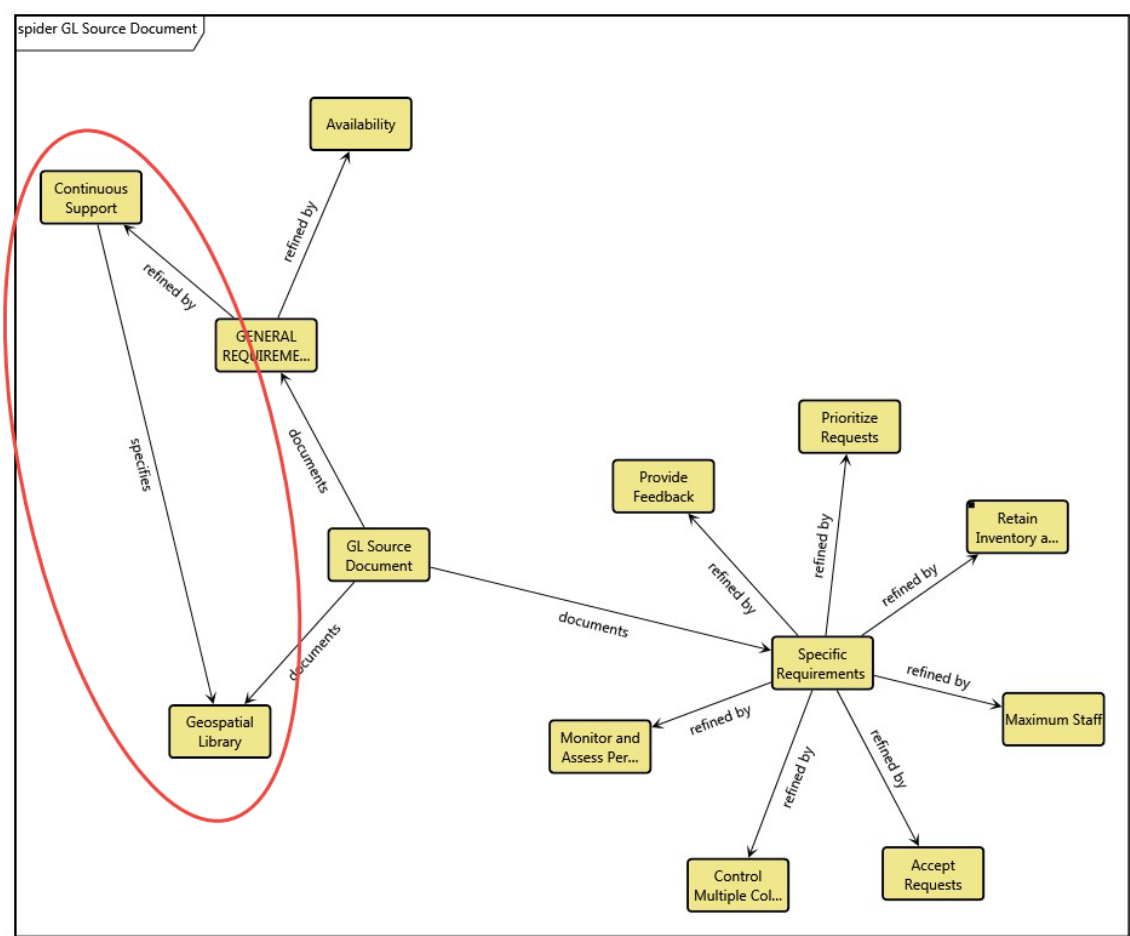 spider GL Source Document
Availability
Continuous
Support
refined by
refined by
GENERAL
REQUIREME...
documents
specifies
GL Source
Document
documents
documents
Geospatial
Library
Prioritize
Requests
Provide
Feedback
Retain
Inventory a...
refined by
refined by
refined by
Specific
Requirements
refined by
Maximum Staff
refined by
Monitor and
Assess Per...
refined by
refined by
Control
Multiple Col...
Accept
Requests